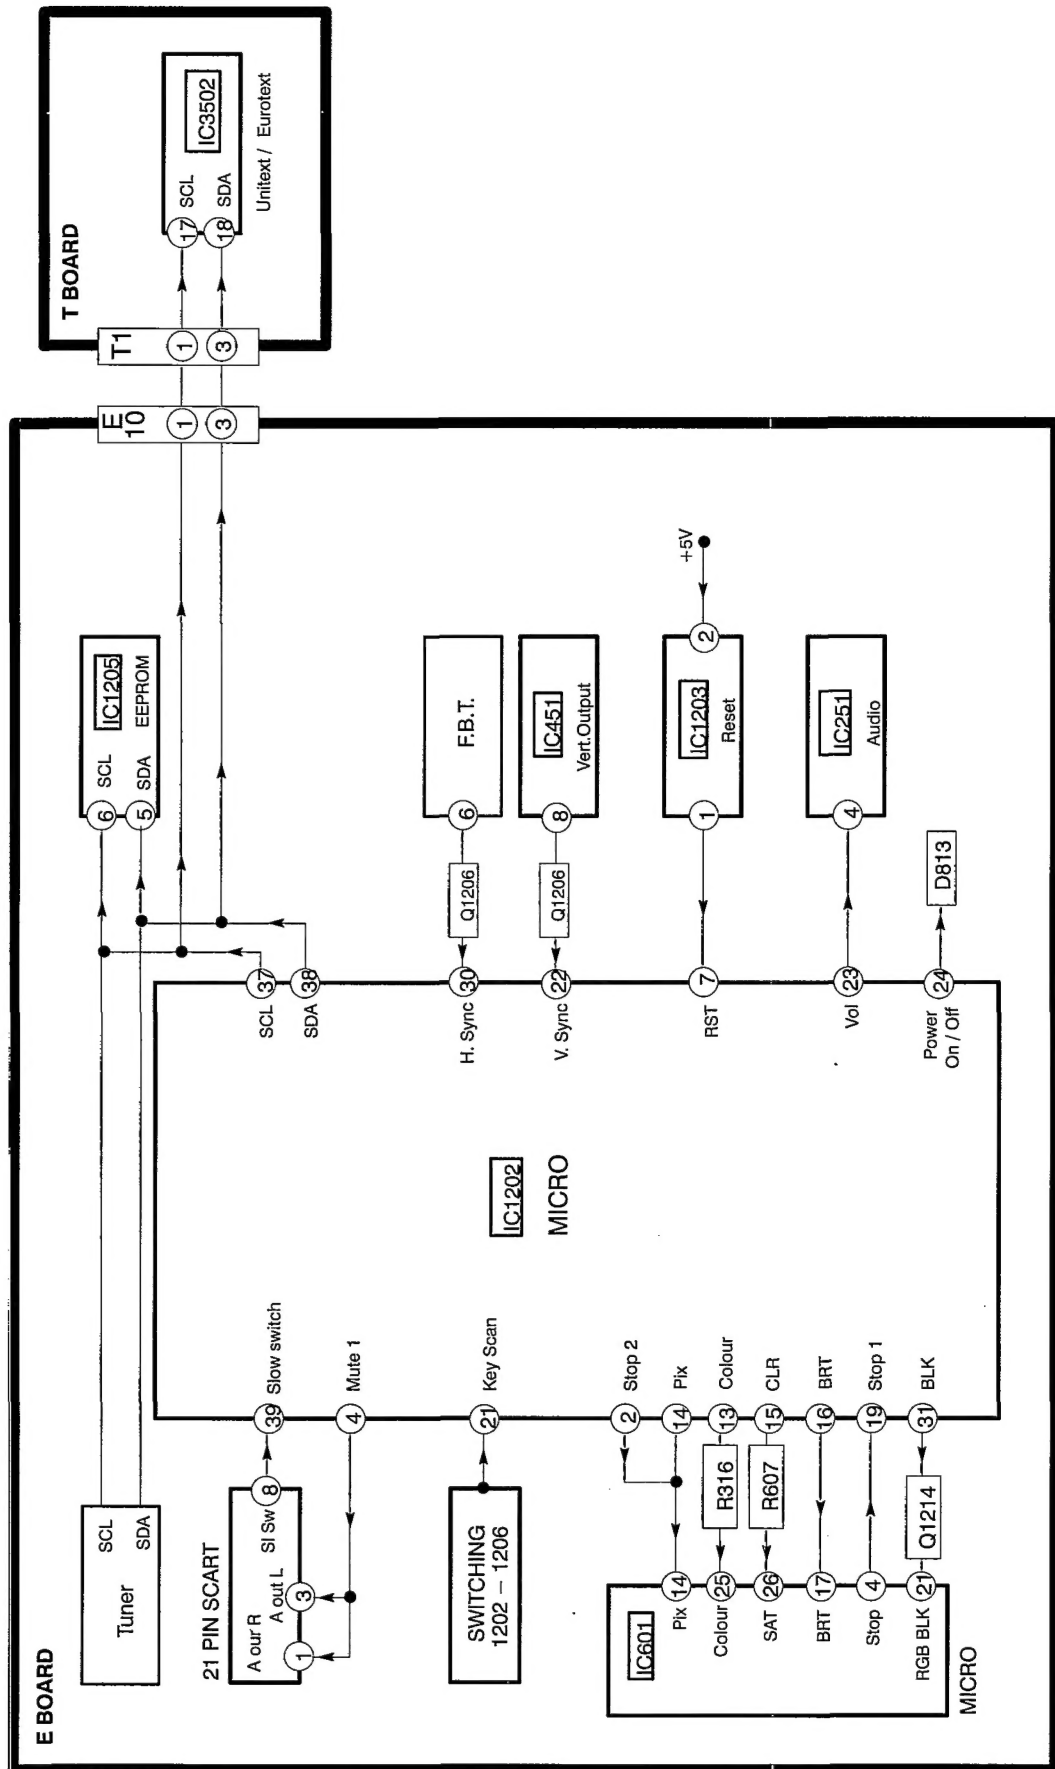 E BOARD
Tuner
SCL
SDA
IC1205
SCL
SDA
EEPROM
6
5
E
10
1
3
T BOARD
T1
1
3
17
18
SCL
SDA
IC3502
Unitext / Eurotext
21 PIN SCART
A our R
A out L
Sl Sw
8
3
1
39
Slow switch
4
Mute 1
SWITCHING
1202 – 1206
21
Key Scan
IC1202
MICRO
SCL
37
SDA
38
H. Sync
30
Q1206
6
F.B.T.
V. Sync
22
Q1206
8
IC451
Vert.Output
RST
7
1
IC1203
Reset
2
+5V
Vol
23
4
IC251
Audio
Power
On / Off
24
D813
IC601
MICRO
Pix
14
Colour
25
SAT
26
BRT
17
Stop
4
RGB BLK
21
R316
R607
Q1214
2
Stop 2
14
Pix
13
Colour
15
CLR
16
BRT
19
Stop 1
31
BLK